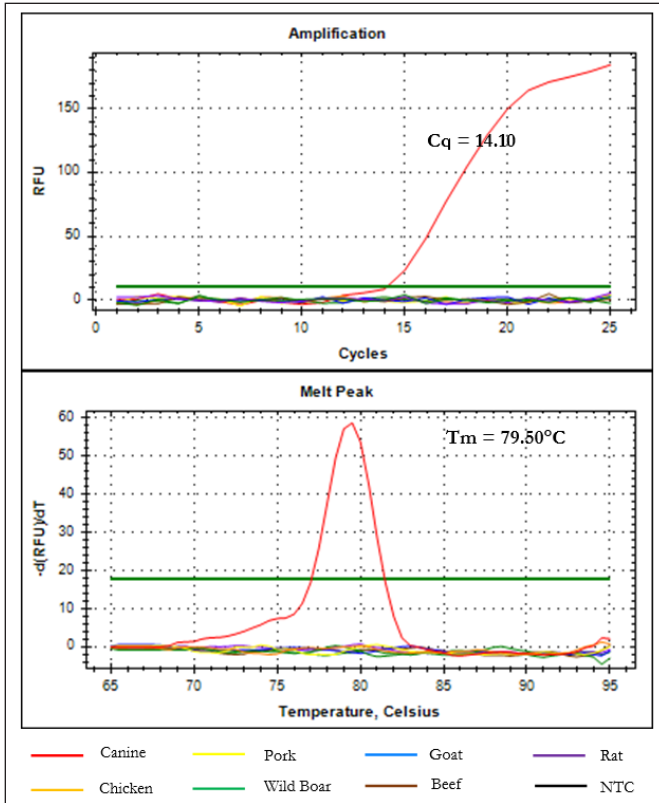 Amplification
150
100
50
0
RFU
Cq = 14.10
0 5 10 15 20 25
Cycles
Melt Peak
60
50
40
30
20
10
0
-d(RFU)/dT
Tm = 79.50°C
65 70 75 80 85 90 95
Temperature, Celsius
Canine Pork Goat Rat
Chicken Wild Boar Beef NTC